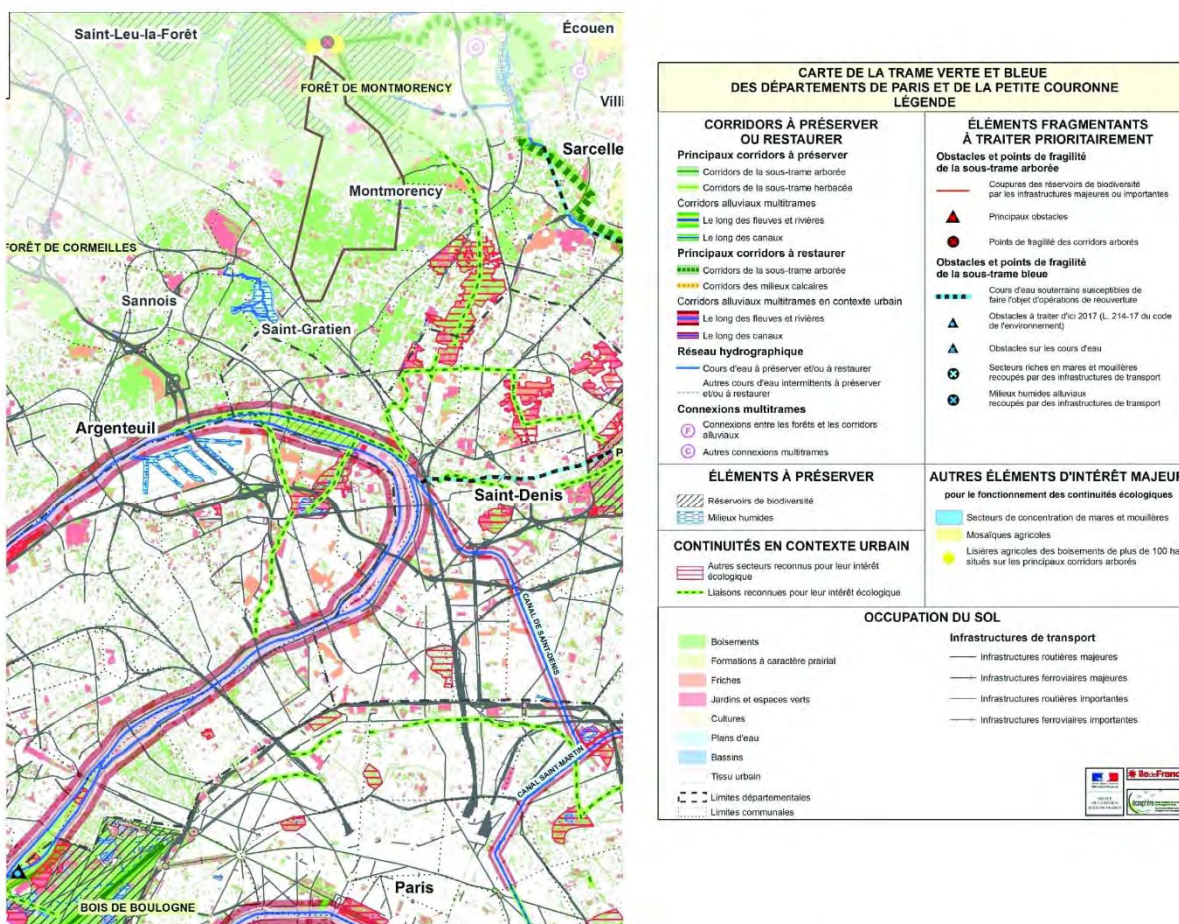 Saint-Leu-la-Forêt
Écouen
FORÊT DE MONTMORENCY
Villi
Sarcelle
Montmorency
FORÊT DE CORMEILLES
Sannois
Saint-Gratien
Argenteuil
Saint-Denis
CANAL DE SAINT-DENIS
CANAL SAINT-MARTIN
Paris
BOIS DE BOULOGNE
CARTE DE LA TRAME VERTE ET BLEUE
DES DÉPARTEMENTS DE PARIS ET DE LA PETITE COURONNE
LÉGENDE
CORRIDORS À PRÉSERVER
OU RESTAURER
Principaux corridors à préserver
Corridors de la sous-trame arborée
Corridors de la sous-trame herbacée
Corridors alluviaux multitrames
Le long des fleuves et rivières
Le long des canaux
Principaux corridors à restaurer
Corridors de la sous-trame arborée
Corridors des milieux calcaires
Corridors alluviaux multitrames en contexte urbain
Le long des fleuves et rivières
Le long des canaux
Réseau hydrographique
Cours d'eau à préserver et/ou à restaurer
Autres cours d'eau intermittents à préserver
et/ou à restaurer
Connexions multitrames
F
Connexions entre les forêts et les corridors
alluviaux
C
Autres connexions multitrames
ÉLÉMENTS FRAGMENTANTS
À TRAITER PRIORITAIREMENT
Obstacles et points de fragilité
de la sous-trame arborée
Coupures des réservoirs de biodiversité
par les infrastructures majeures ou importantes
Principaux obstacles
Points de fragilité des corridors arborés
Obstacles et points de fragilité
de la sous-trame bleue
Cours d'eau souterrains susceptibles de
faire l'objet d'opérations de réouverture
Obstacles à traiter d'ici 2017 (L. 214-17 du code
de l'environnement)
Obstacles sur les cours d'eau
Secteurs riches en mares et mouillères
recoupés par des infrastructures de transport
Milieux humides alluviaux
recoupés par des infrastructures de transport
ÉLÉMENTS À PRÉSERVER
Réservoirs de biodiversité
Milieux humides
CONTINUITÉS EN CONTEXTE URBAIN
Autres secteurs reconnus pour leur intérêt
écologique
Liaisons reconnues pour leur intérêt écologique
AUTRES ÉLÉMENTS D'INTÉRÊT MAJEUR
pour le fonctionnement des continuités écologiques
Secteurs de concentration de mares et mouillères
Mosaïques agricoles
Lisières agricoles des boisements de plus de 100 ha
situés sur les principaux corridors arborés
OCCUPATION DU SOL
Boisements
Formations à caractère prairial
Friches
Jardins et espaces verts
Cultures
Plans d'eau
Bassins
Tissu urbain
Limites départementales
Limites communales
Infrastructures de transport
Infrastructures routières majeures
Infrastructures ferroviaires majeures
Infrastructures routières importantes
Infrastructures ferroviaires importantes